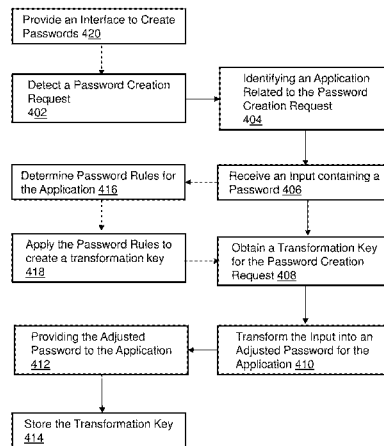 Provide an Interface to Create
Passwords 420
Detect a Password Creation
Request
402
Identifying an Application
Related to the Password
Creation Request
404
Determine Password Rules for
the Application 416
Receive an Input containing a
Password 406
Apply the Password Rules to
create a transformation key
418
Obtain a Transformation Key
for the Password Creation
Request 408
Providing the Adjusted
Password to the Application
412
Transform the Input into an
Adjusted Password for the
Application 410
Store the Transformation Key
414